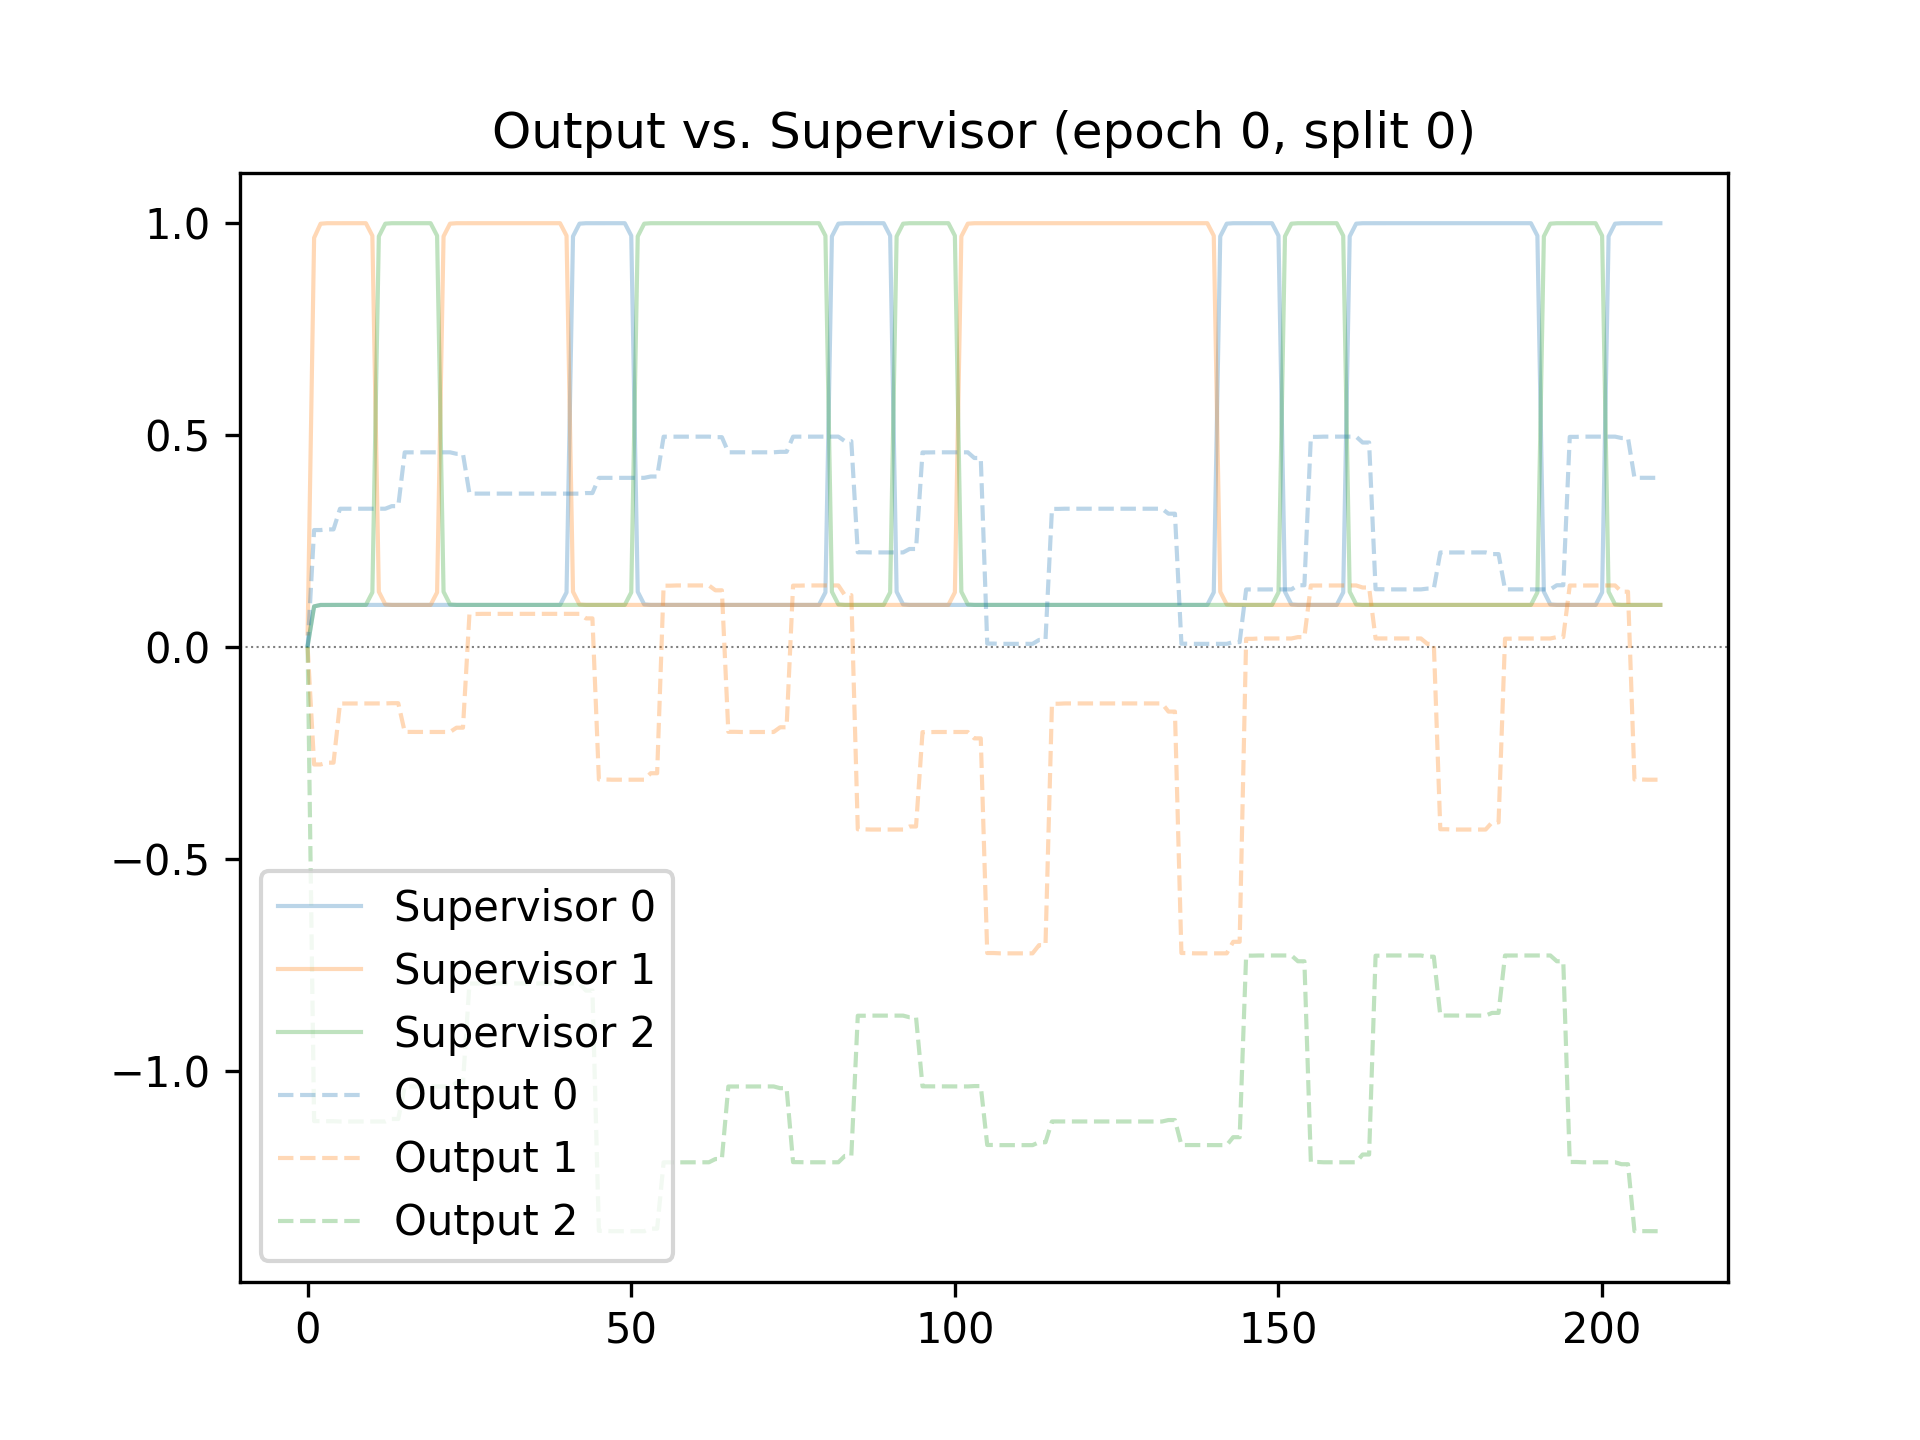 Output vs. Supervisor (epoch 0, split 0)
1.0
0.5
0.0
−0.5
−1.0
Supervisor 0
Supervisor 1
Supervisor 2
Output 0
Output 1
Output 2
0 50 100 150 200